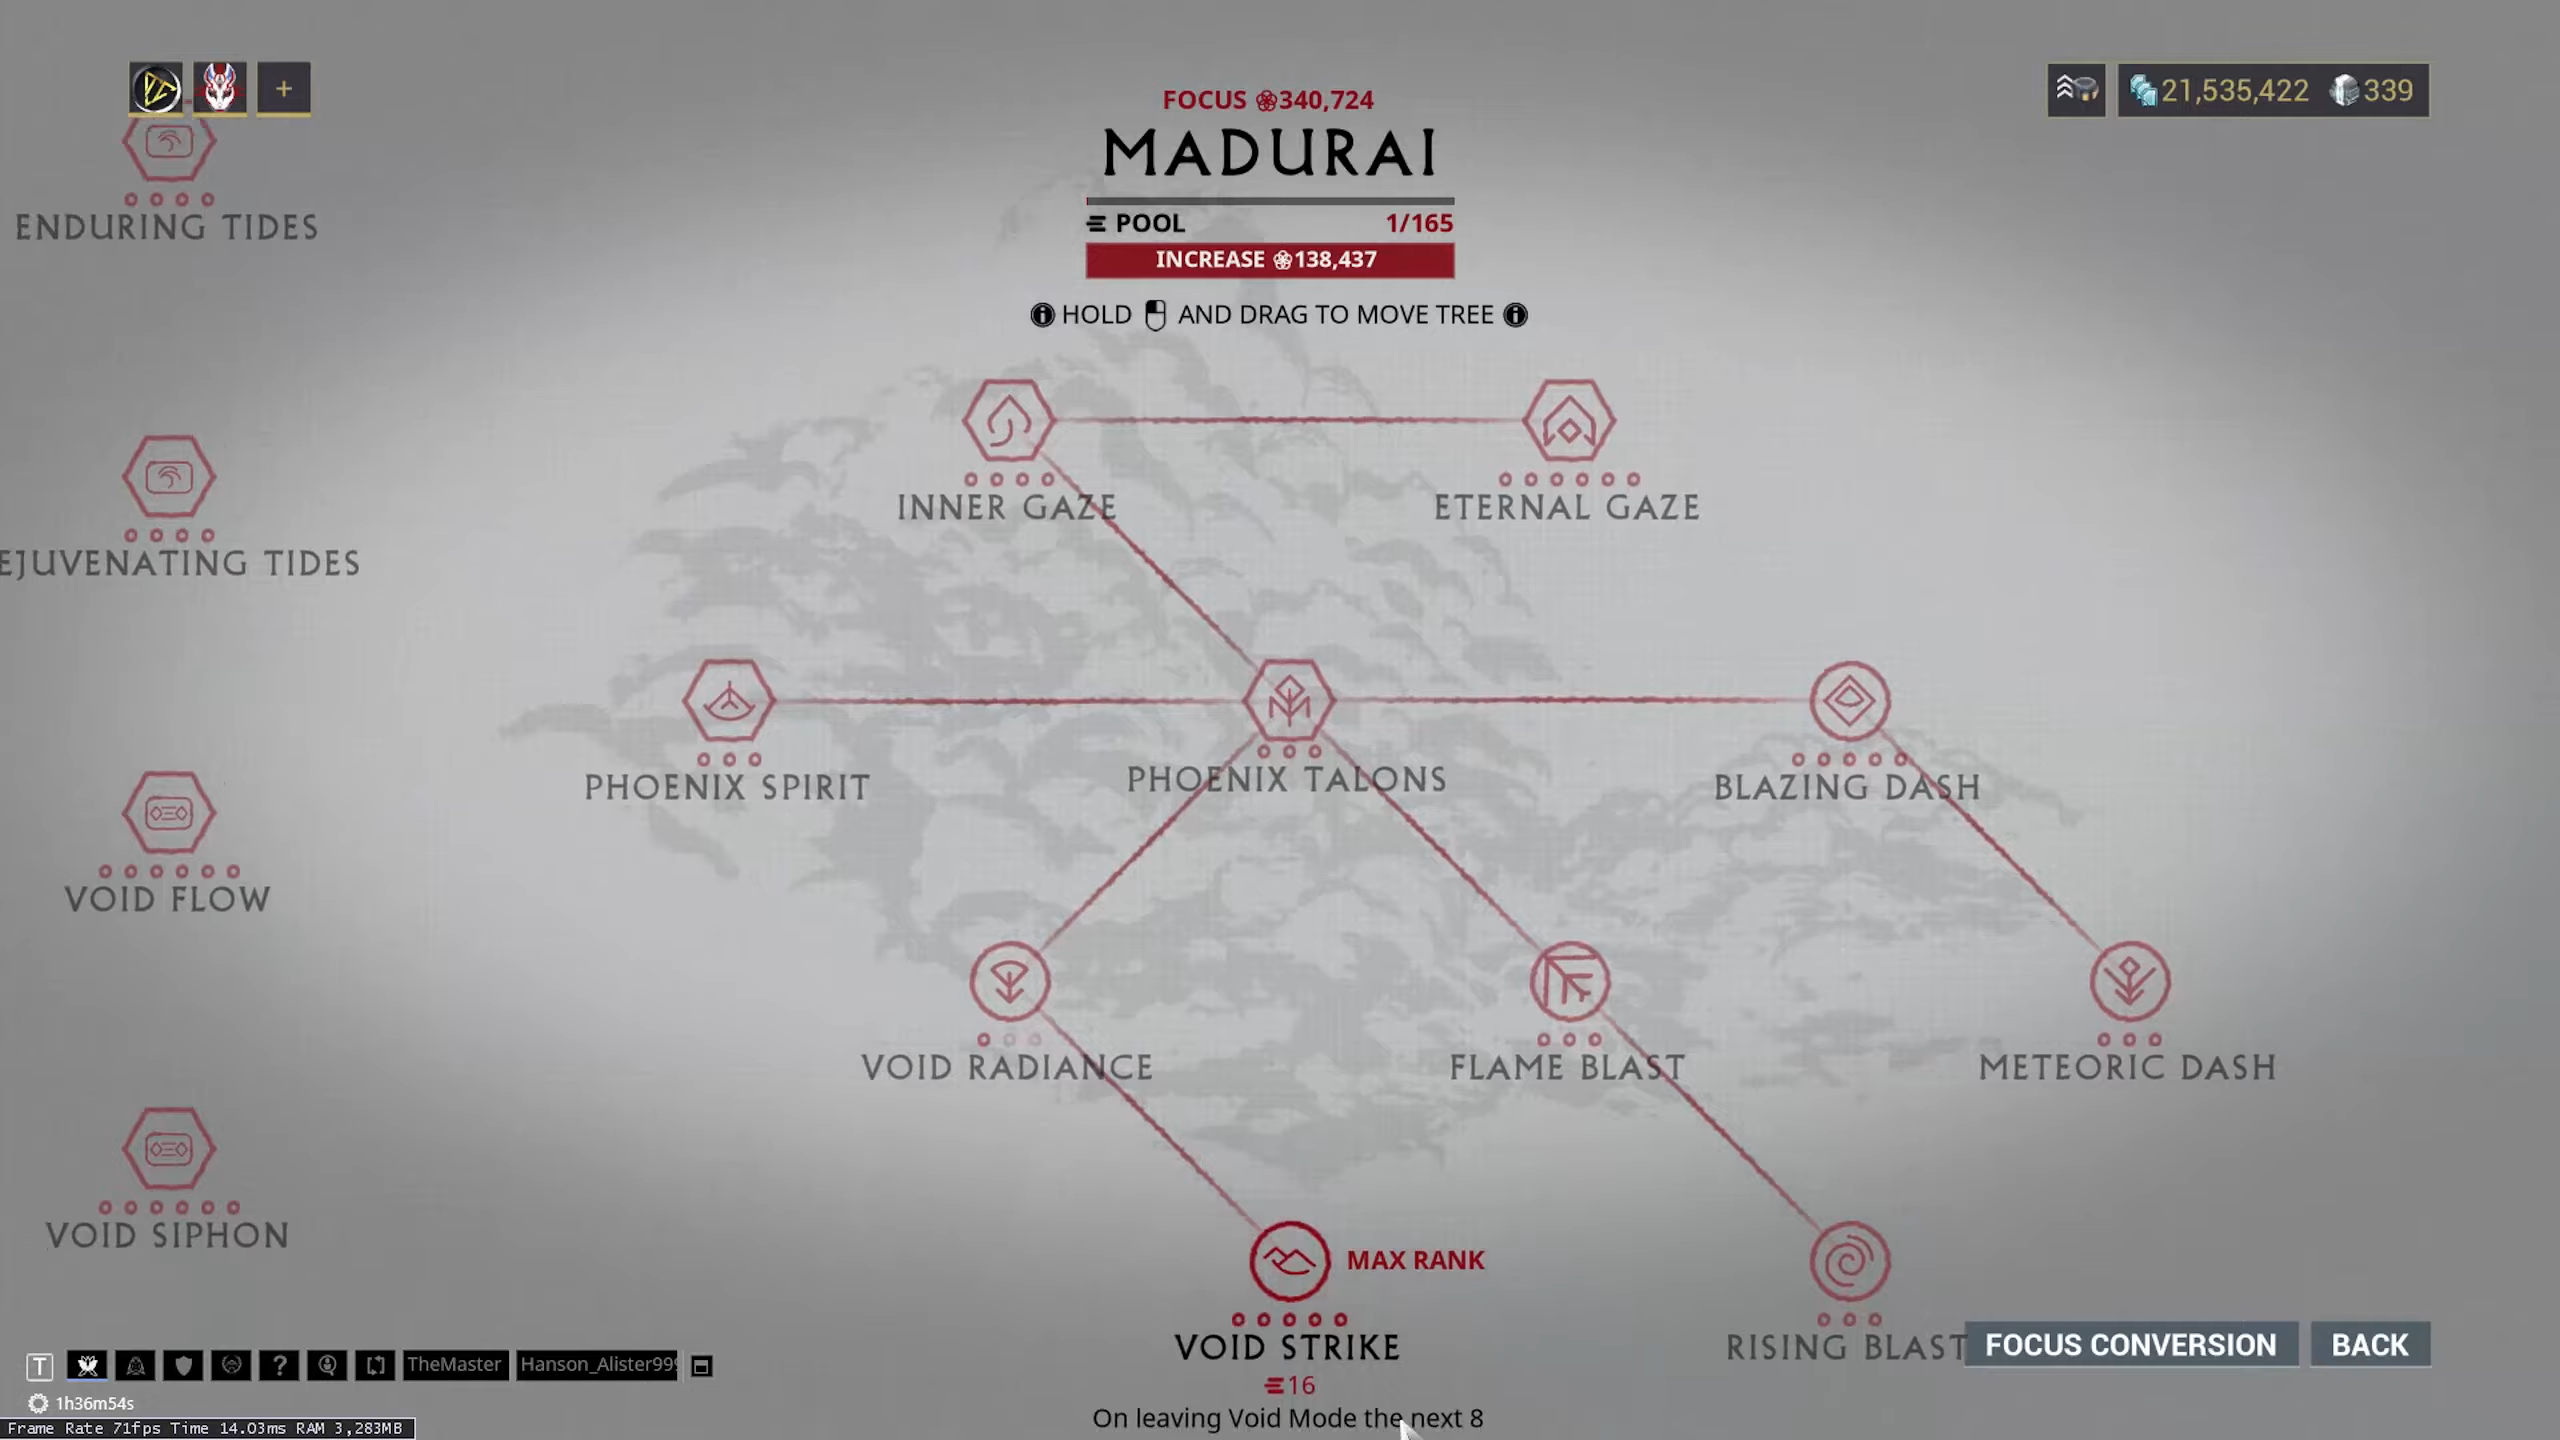 +
21,535,422 339
FOCUS 340,724
MADURAI
POOL 1/165
INCREASE 138,437
HOLD AND DRAG TO MOVE TREE
ENDURING TIDES
INNER GAZE
ETERNAL GAZE
EJUVENATING TIDES
PHOENIX SPIRIT
PHOENIX TALONS
BLAZING DASH
VOID FLOW
VOID RADIANCE
FLAME BLAST
METEORIC DASH
VOID SIPHON
MAX RANK
VOID STRIKE
16
On leaving Void Mode the next 8
RISING BLAST
FOCUS CONVERSION
BACK
T ? TheMaster Hanson_Alister999
1h36m54s
Frame Rate 71fps Time 14.03ms RAM 3,283MB